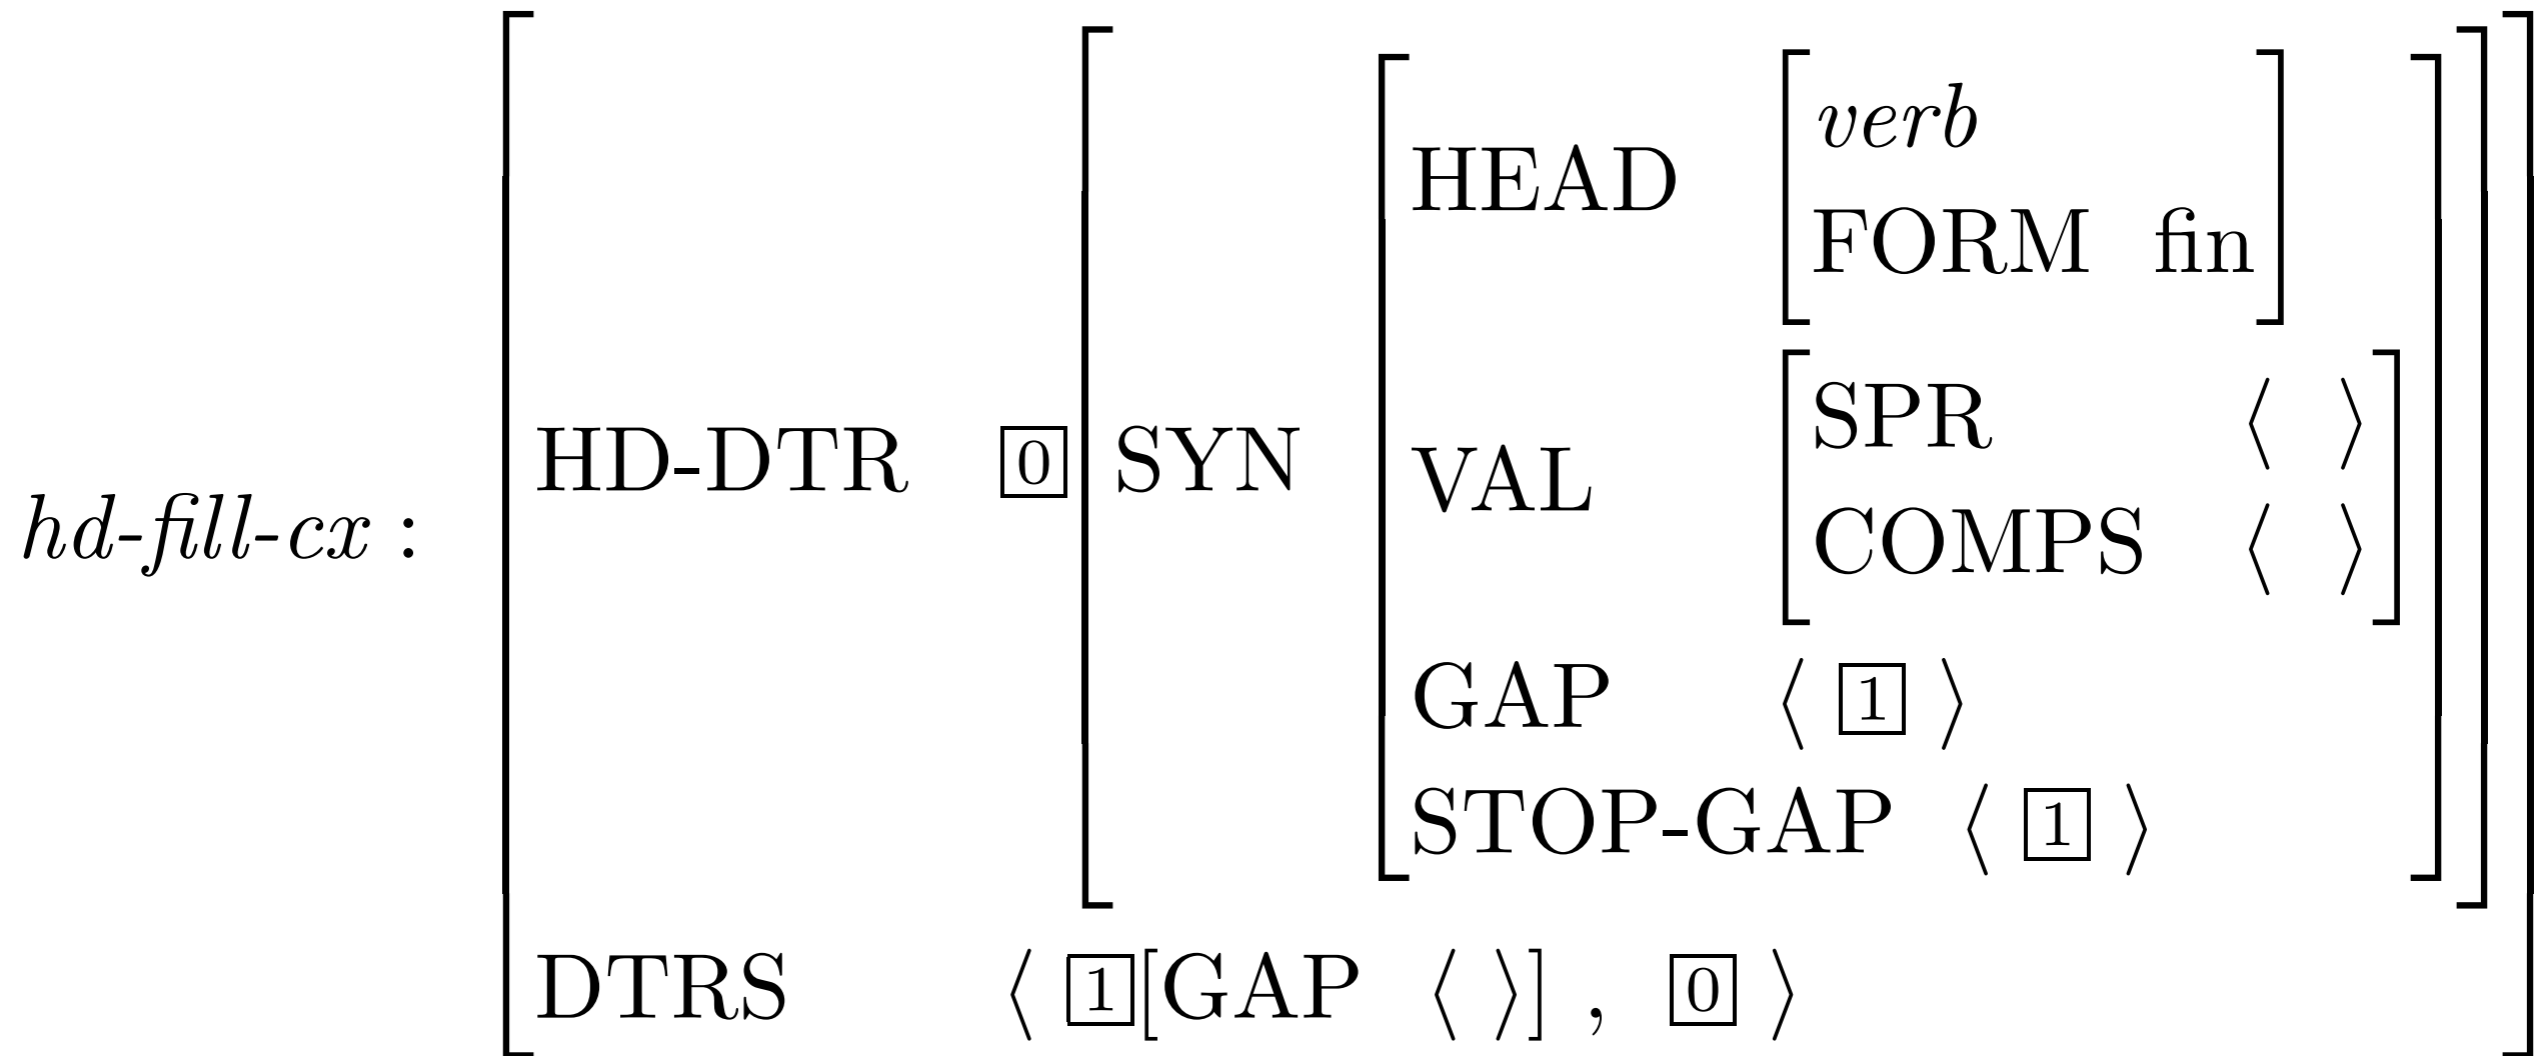 verb
HEAD
FORM fin
SPR ⟨ ⟩
HD-DTR 0 SYN
VAL
hd-fill-cx :
COMPS ⟨ ⟩
GAP ⟨ 1 ⟩
STOP-GAP ⟨ 1 ⟩
DTRS ⟨ 1 [GAP ⟨ ⟩] , 0 ⟩